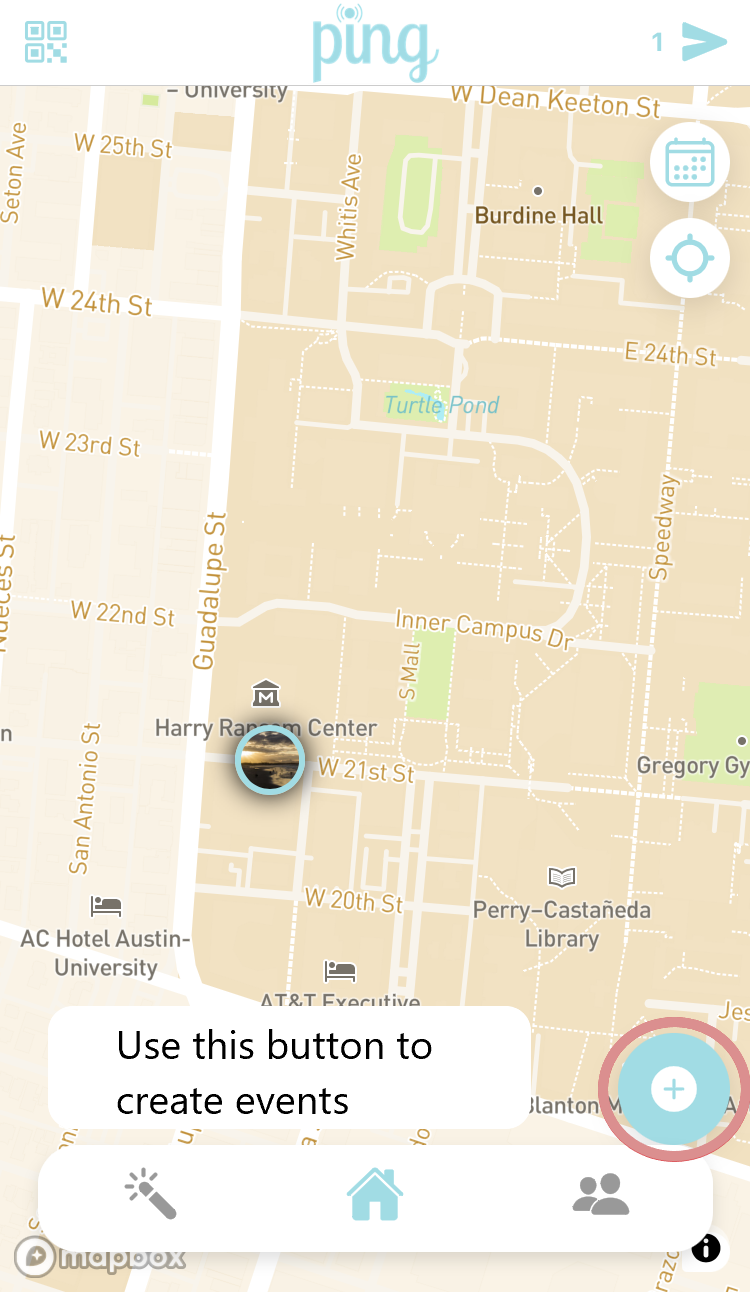 ping
1
– University
W Dean Keeton St
W 25th St
Seton Ave
Whitis Ave
Burdine Hall
W 24th St
E 24th St
Turtle Pond
W 23rd St
Speedway
Guadalupe St
Nueces St
W 22nd St
Inner Campus Dr
S Mall
Harry Ransom Center
n
W 21st St
Gregory Gy
San Antonio St
W 20th St
Perry–Castañeda
Library
AC Hotel Austin-
University
AT&T Executive
Jes
Use this button to
create events
Blanton M
A
mapbox